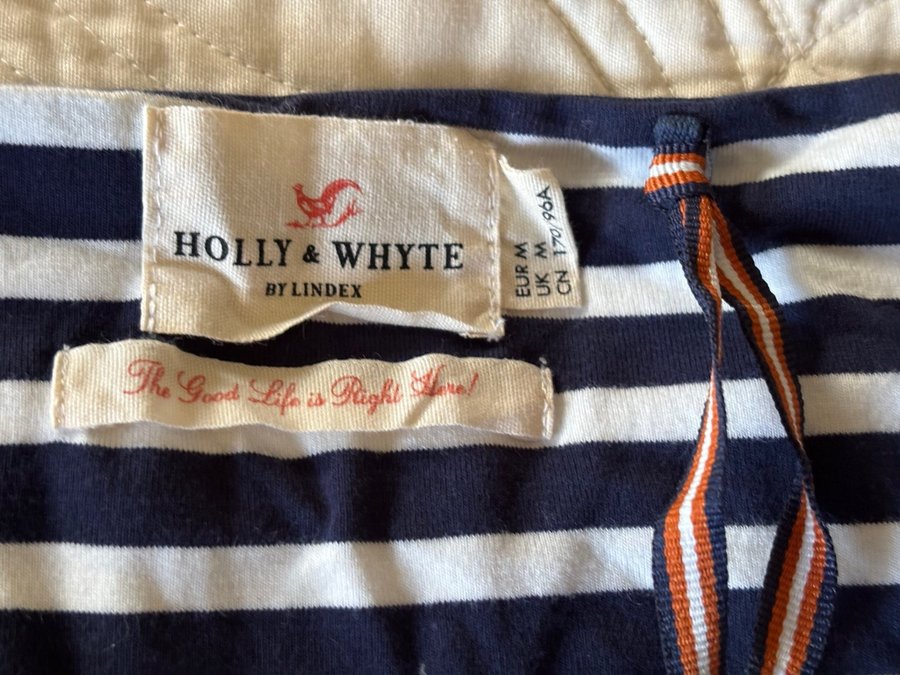 HOLLY & WHYTE
BY LINDEX
EUR M
UK M
CN 170/96A
The Good Life is Right Here!